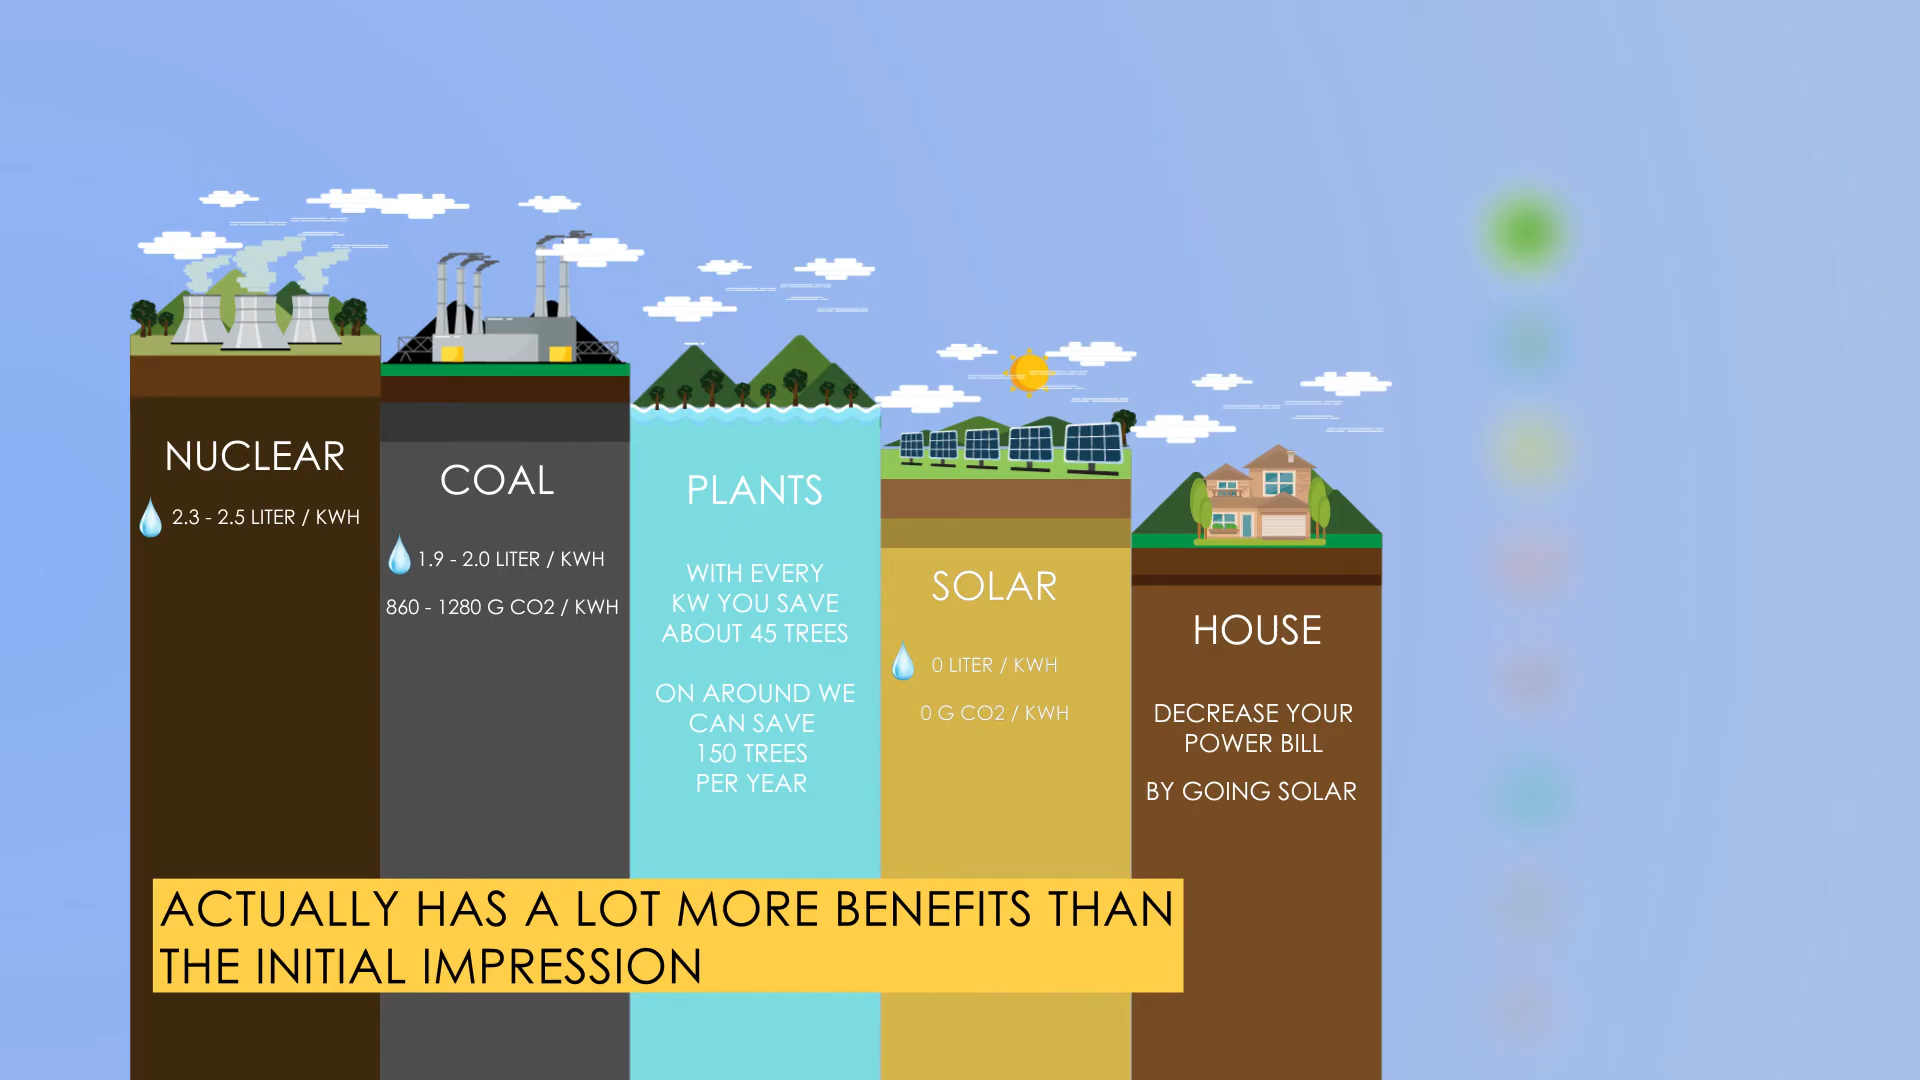 NUCLEAR
2.3 - 2.5 LITER / KWH
COAL
1.9 - 2.0 LITER / KWH
860 - 1280 G CO2 / KWH
PLANTS
WITH EVERY
KW YOU SAVE
ABOUT 45 TREES
ON AROUND WE
CAN SAVE
150 TREES
PER YEAR
SOLAR
0 LITER / KWH
0 G CO2 / KWH
HOUSE
DECREASE YOUR
POWER BILL
BY GOING SOLAR
ACTUALLY HAS A LOT MORE BENEFITS THAN
THE INITIAL IMPRESSION